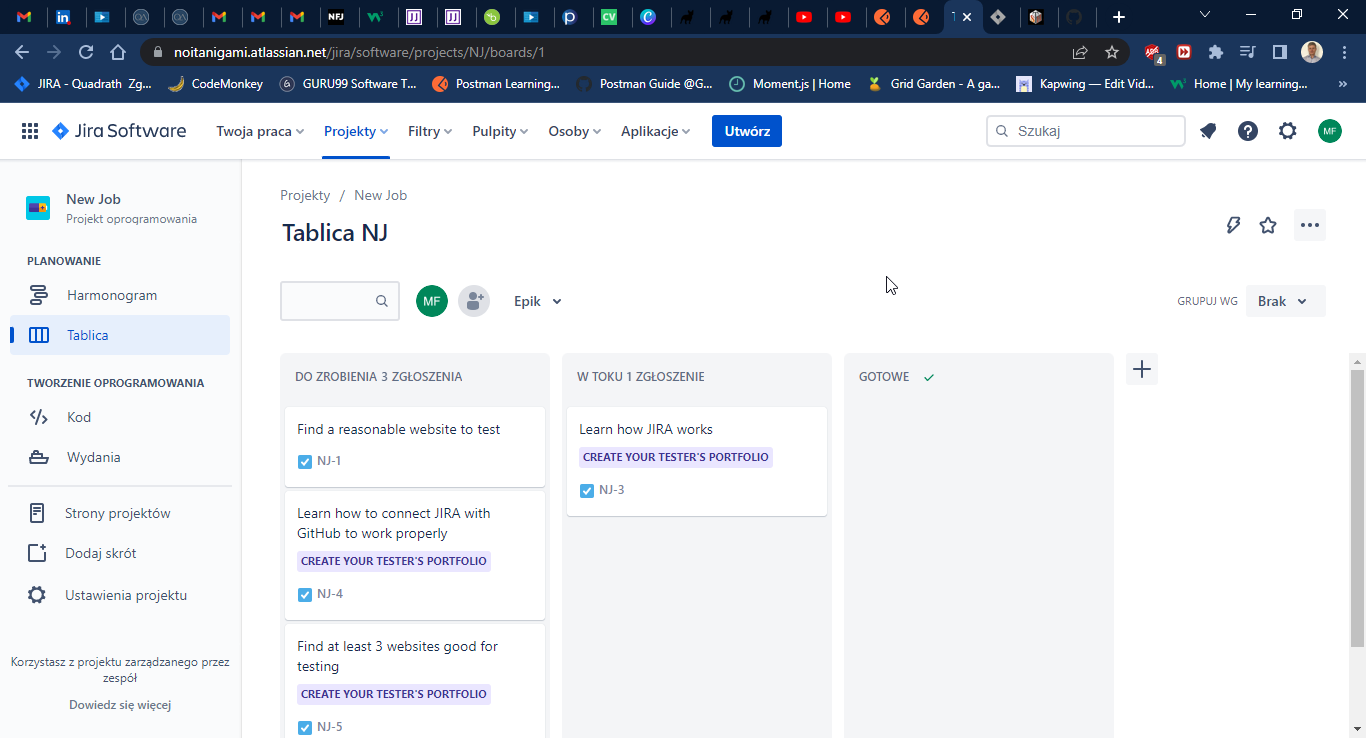 NFJ
CV
noitanigami.atlassian.net/jira/software/projects/NJ/boards/1
4
JIRA - Quadrath Zg...
CodeMonkey
GURU99 Software T...
Postman Learning...
Postman Guide @G...
Moment.js | Home
Grid Garden - A ga...
Kapwing — Edit Vid...
Home | My learning...
»
Jira Software
Twoja praca
Projekty
Filtry
Pulpity
Osoby
Aplikacje
Utwórz
Szukaj
MF
New Job
Projekt oprogramowania
PLANOWANIE
Harmonogram
Tablica
TWORZENIE OPROGRAMOWANIA
Kod
Wydania
Strony projektów
Dodaj skrót
Ustawienia projektu
Korzystasz z projektu zarządzanego przez
zespół
Dowiedz się więcej
Projekty / New Job
Tablica NJ
MF
Epik
GRUPUJ WG
Brak
DO ZROBIENIA 3 ZGŁOSZENIA
Find a reasonable website to test
NJ-1
Learn how to connect JIRA with
GitHub to work properly
CREATE YOUR TESTER'S PORTFOLIO
NJ-4
Find at least 3 websites good for
testing
CREATE YOUR TESTER'S PORTFOLIO
NJ-5
W TOKU 1 ZGŁOSZENIE
Learn how JIRA works
CREATE YOUR TESTER'S PORTFOLIO
NJ-3
GOTOWE